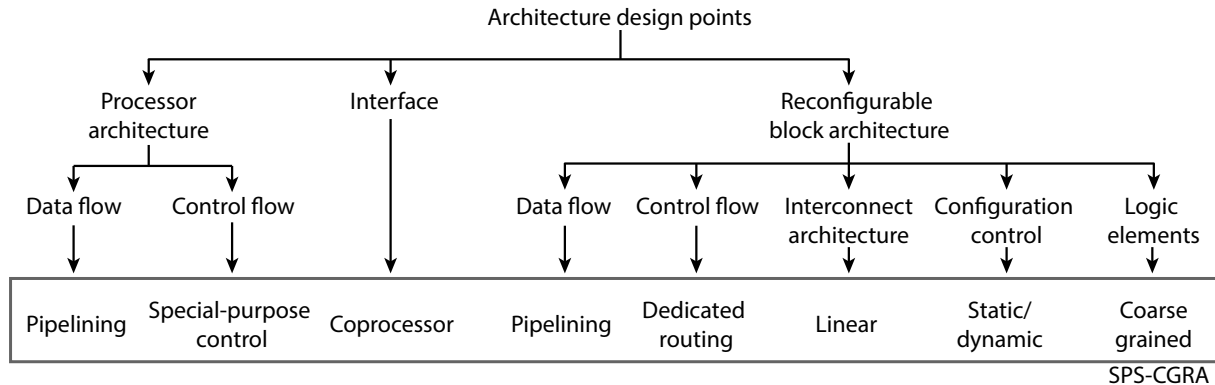 Architecture design points
Processor
architecture
Interface
Reconfigurable
block architecture
Data flow
Control flow
Data flow
Control flow
Interconnect
architecture
Configuration
control
Logic
elements
Pipelining
Special-purpose
control
Coprocessor
Pipelining
Dedicated
routing
Linear
Static/
dynamic
Coarse
grained
SPS-CGRA